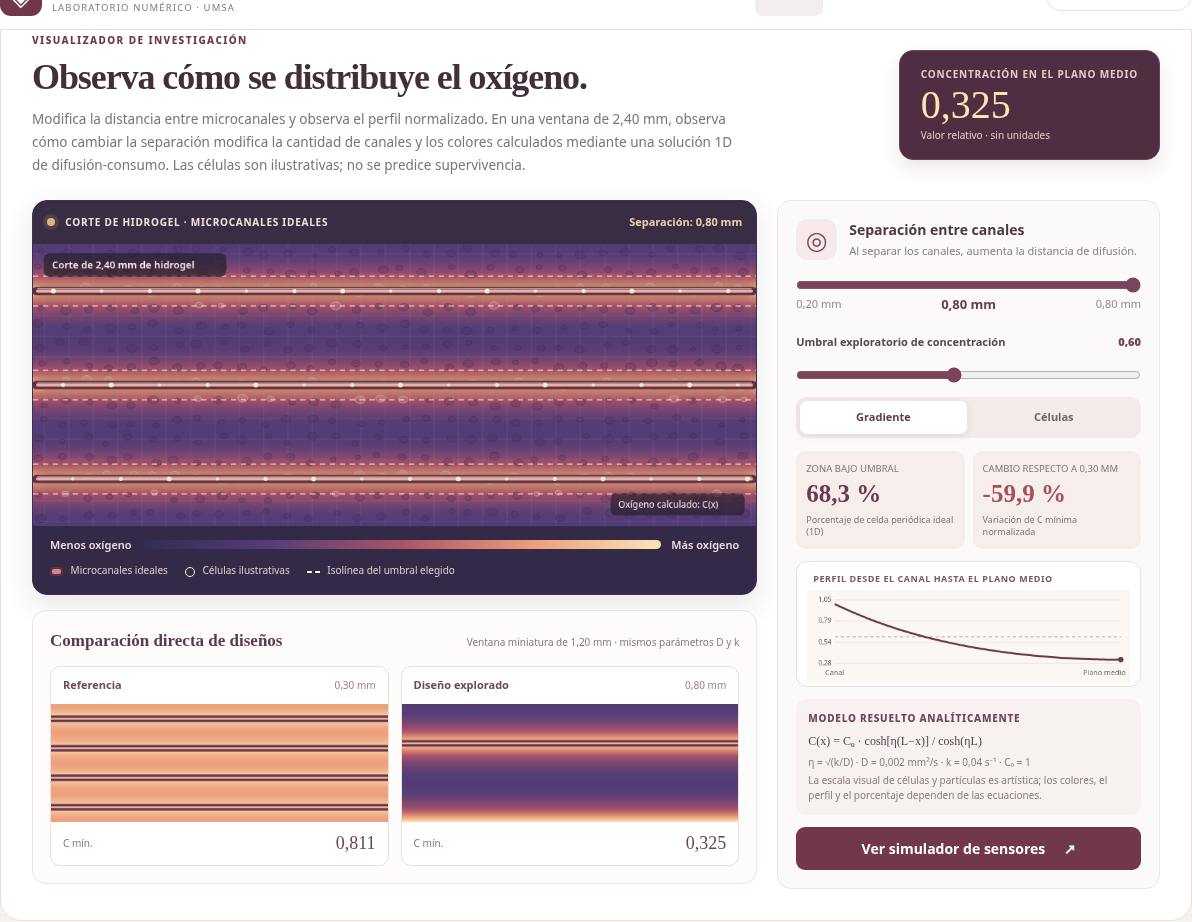 LABORATORIO NUMÉRICO · UMSA
VISUALIZADOR DE INVESTIGACIÓN
Observa cómo se distribuye el oxígeno.
Modifica la distancia entre microcanales y observa el perfil normalizado. En una ventana de 2,40 mm, observa
cómo cambiar la separación modifica la cantidad de canales y los colores calculados mediante una solución 1D
de difusión-consumo. Las células son ilustrativas; no se predice supervivencia.
CONCENTRACIÓN EN EL PLANO MEDIO
0,325
Valor relativo · sin unidades
CORTE DE HIDROGEL · MICROCANALES IDEALES
Separación: 0,80 mm
Corte de 2,40 mm de hidrogel
Oxígeno calculado: C(x)
Menos oxígeno
Más oxígeno
Microcanales ideales
Células ilustrativas
Isolínea del umbral elegido
Comparación directa de diseños
Ventana miniatura de 1,20 mm · mismos parámetros D y k
Referencia
0,30 mm
C mín.
0,811
Diseño explorado
0,80 mm
C mín.
0,325
Separación entre canales
Al separar los canales, aumenta la distancia de difusión.
0,20 mm
0,80 mm
0,80 mm
Umbral exploratorio de concentración
0,60
Gradiente
Células
ZONA BAJO UMBRAL
68,3 %
Porcentaje de celda periódica ideal
(1D)
CAMBIO RESPECTO A 0,30 MM
-59,9 %
Variación de C mínima
normalizada
PERFIL DESDE EL CANAL HASTA EL PLANO MEDIO
1,05
0,79
0,54
0,28
Canal
Plano medio
MODELO RESUELTO ANALÍTICAMENTE
C(x) = C₀ · cosh[η(L−x)] / cosh(ηL)
η = √(k/D) · D = 0,002 mm²/s · k = 0,04 s⁻¹ · C₀ = 1
La escala visual de células y partículas es artística; los colores, el
perfil y el porcentaje dependen de las ecuaciones.
Ver simulador de sensores ↗